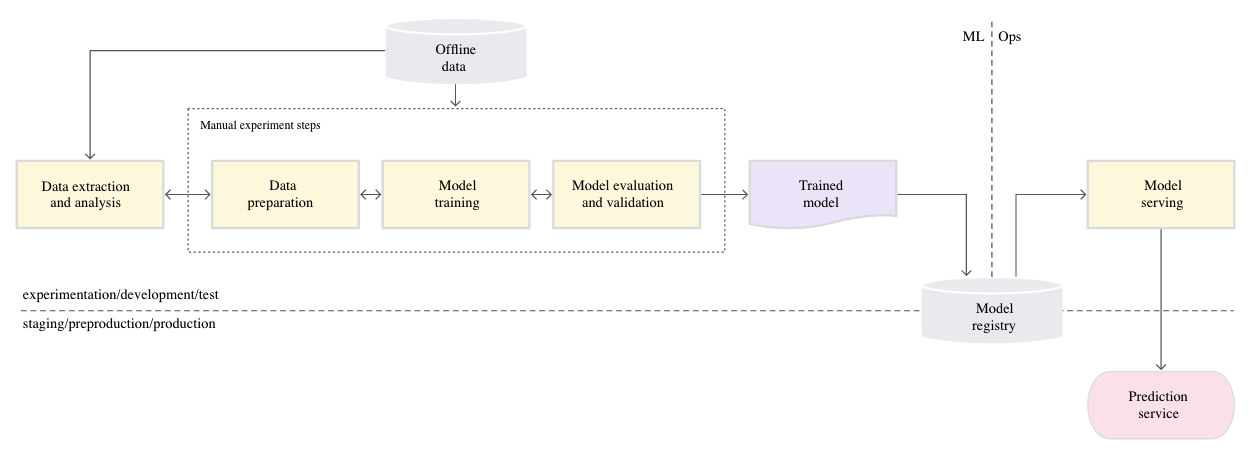 Offline
data
ML
Ops
Manual experiment steps
Data extraction
and analysis
Data
preparation
Model
training
Model evaluation
and validation
Trained
model
Model
serving
experimentation/development/test
staging/preproduction/production
Model
registry
Prediction
service